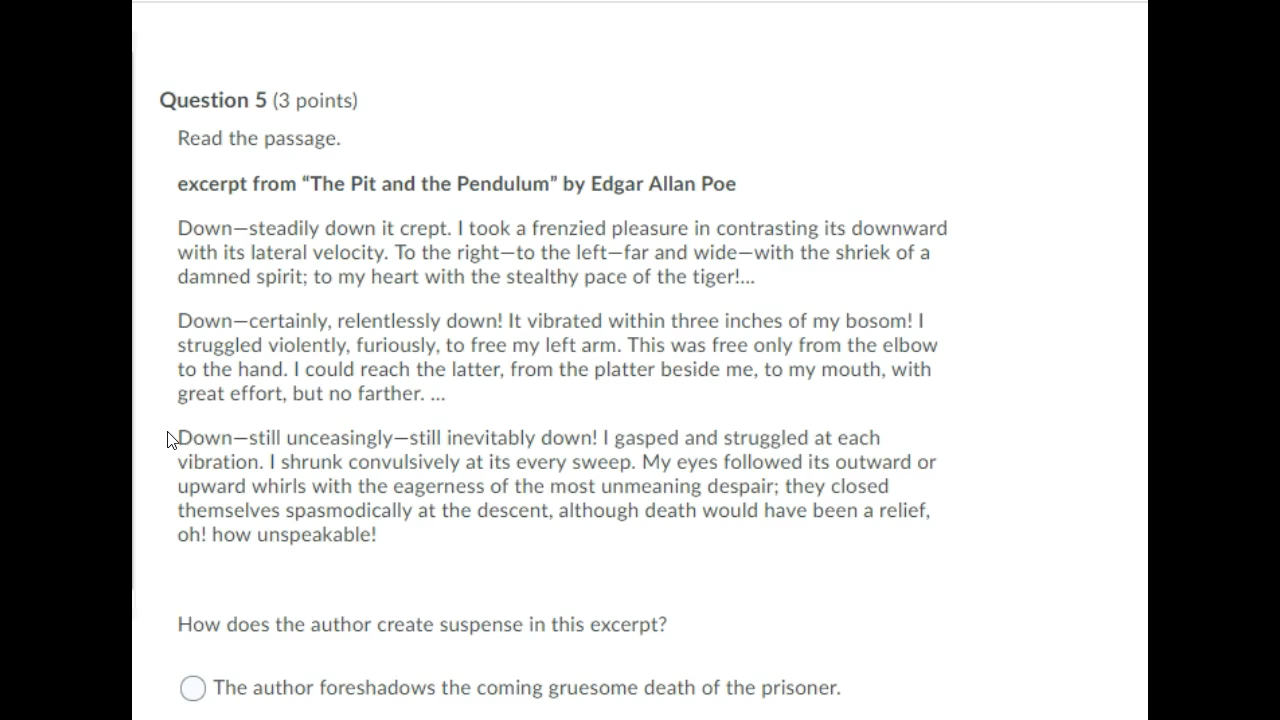 Question 5 (3 points)
Read the passage.
excerpt from “The Pit and the Pendulum” by Edgar Allan Poe
Down—steadily down it crept. I took a frenzied pleasure in contrasting its downward
with its lateral velocity. To the right—to the left—far and wide—with the shriek of a
damned spirit; to my heart with the stealthy pace of the tiger!...
Down—certainly, relentlessly down! It vibrated within three inches of my bosom! I
struggled violently, furiously, to free my left arm. This was free only from the elbow
to the hand. I could reach the latter, from the platter beside me, to my mouth, with
great effort, but no farther. ...
Down—still unceasingly—still inevitably down! I gasped and struggled at each
vibration. I shrunk convulsively at its every sweep. My eyes followed its outward or
upward whirls with the eagerness of the most unmeaning despair; they closed
themselves spasmodically at the descent, although death would have been a relief,
oh! how unspeakable!
How does the author create suspense in this excerpt?
The author foreshadows the coming gruesome death of the prisoner.